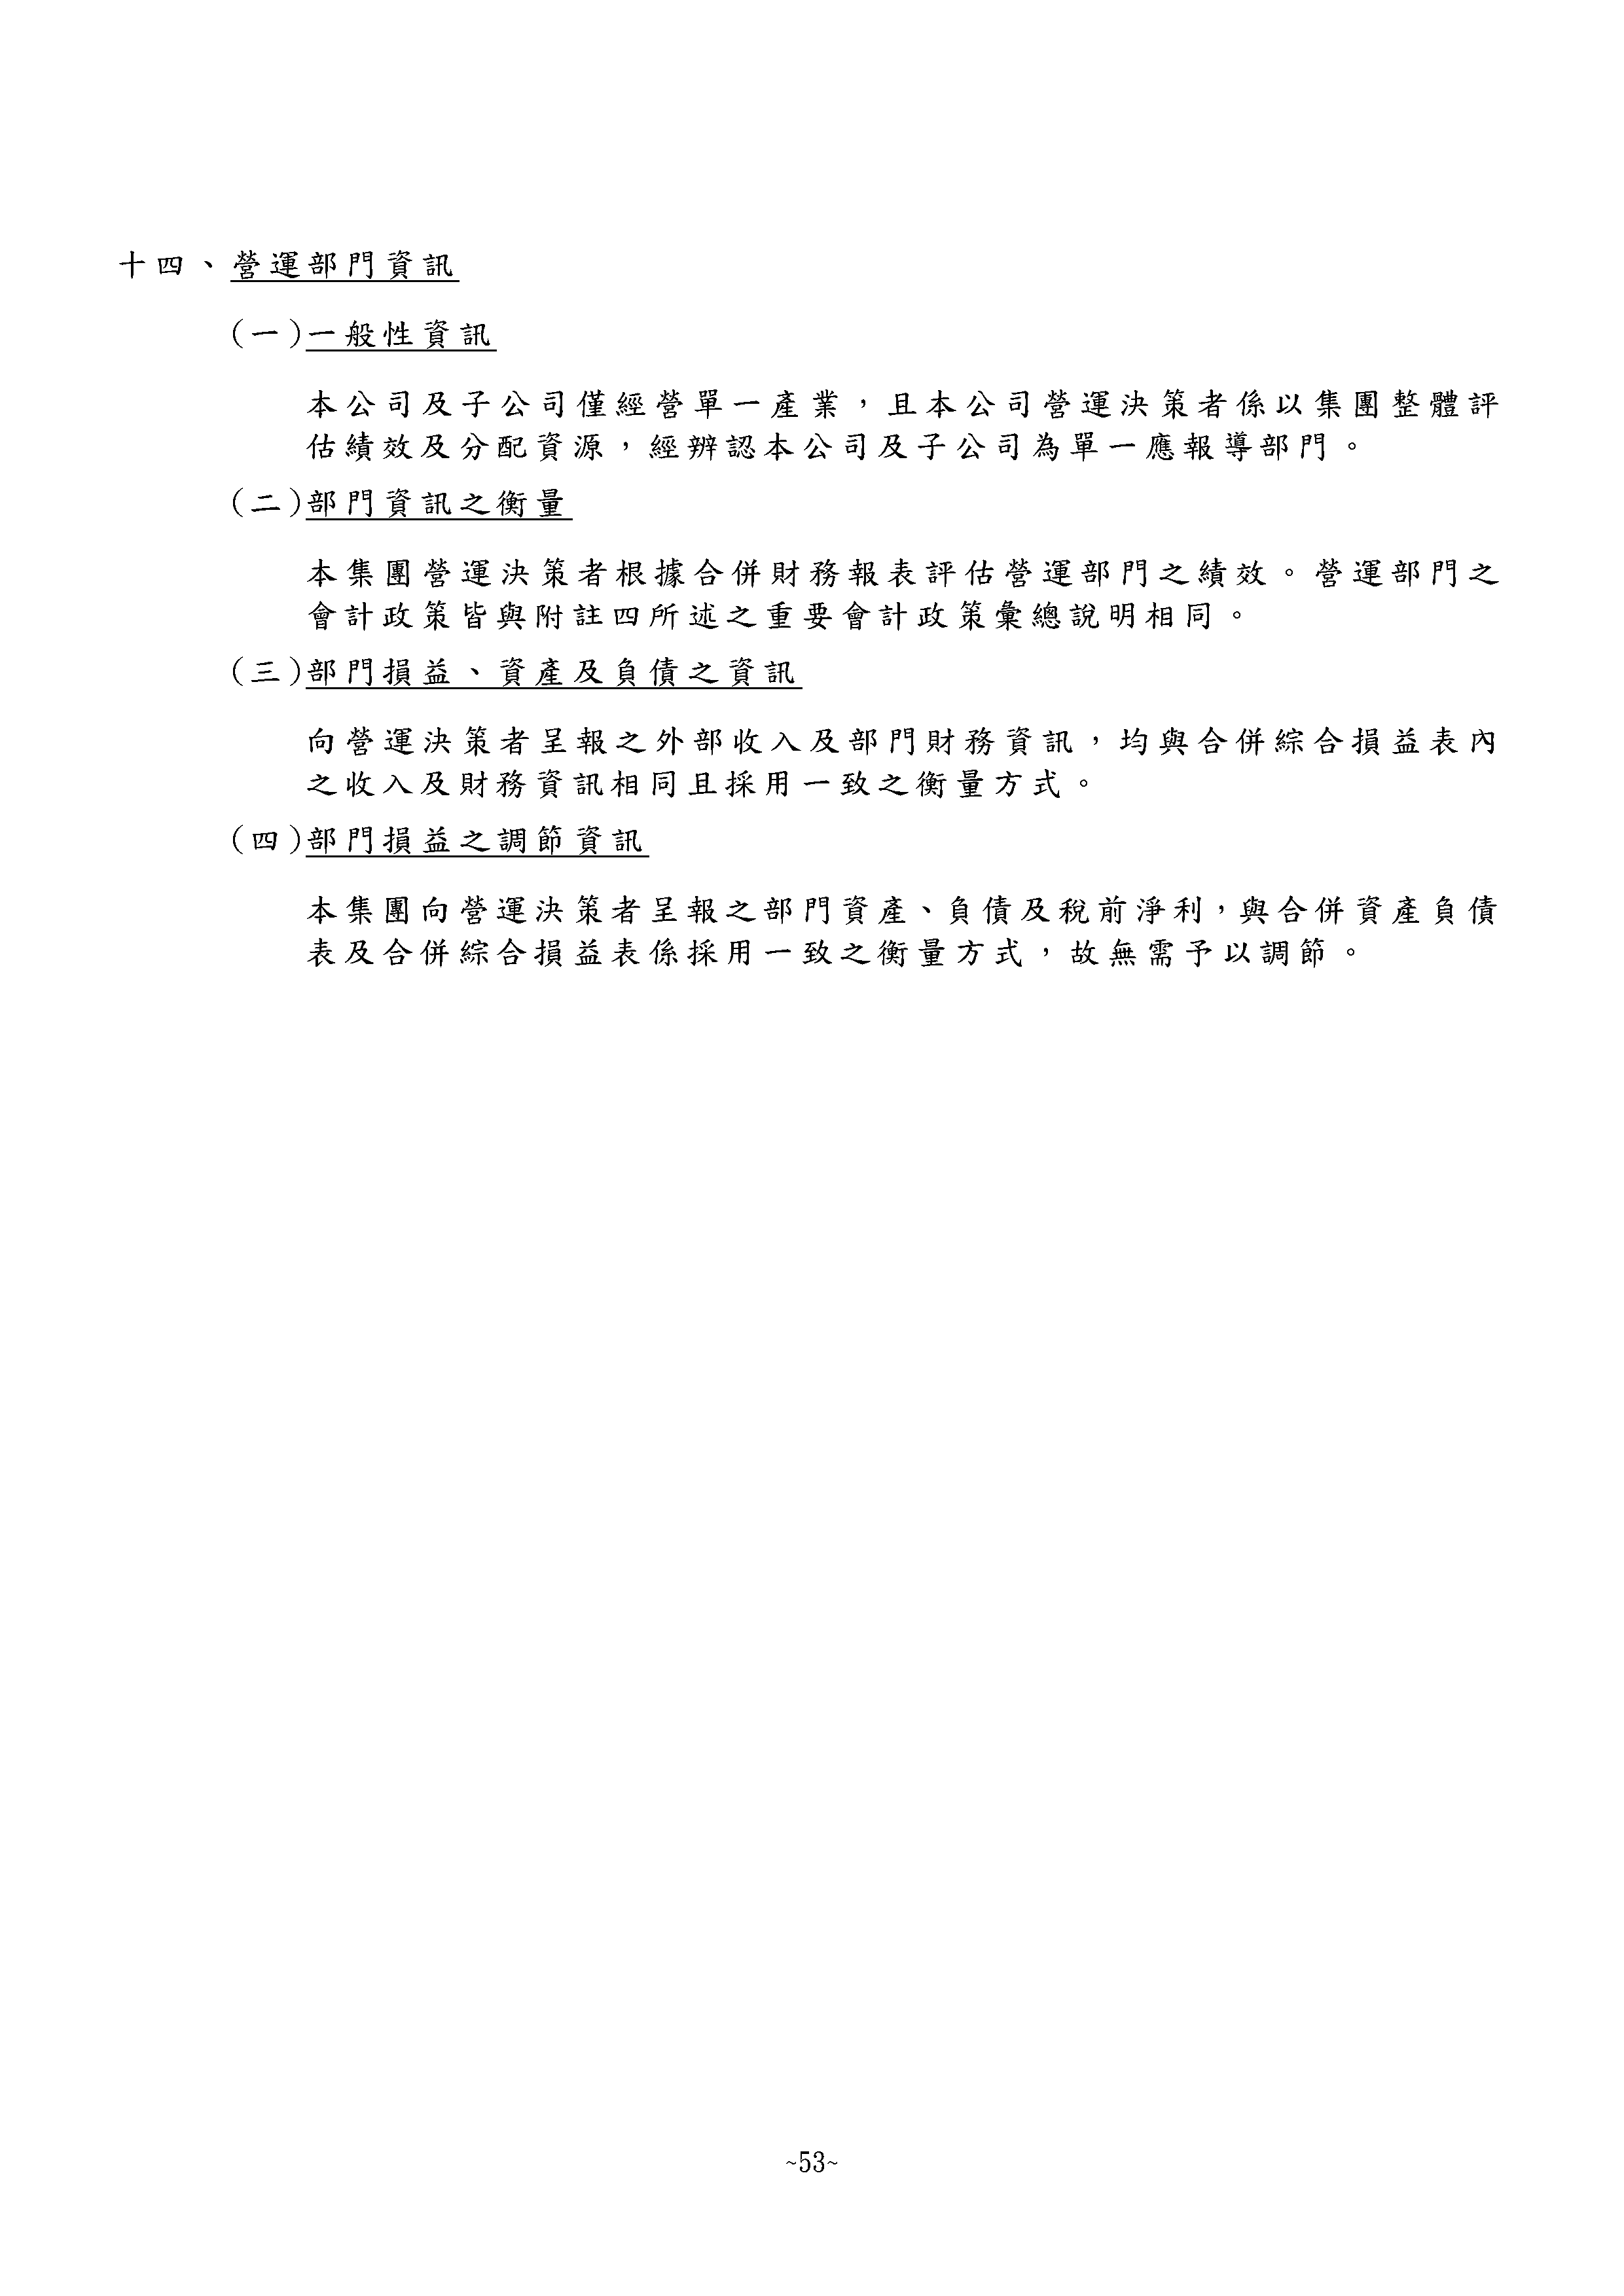 十四、營運部門資訊
(一)一般性資訊
本公司及子公司僅經營單一產業，且本公司營運決策者係以集團整體評
估績效及分配資源，經辨認本公司及子公司為單一應報導部門。
(二)部門資訊之衡量
本集團營運決策者根據合併財務報表評估營運部門之績效。營運部門之
會計政策皆與附註四所述之重要會計政策彙總說明相同。
(三)部門損益、資產及負債之資訊
向營運決策者呈報之外部收入及部門財務資訊，均與合併綜合損益表內
之收入及財務資訊相同且採用一致之衡量方式。
(四)部門損益之調節資訊
本集團向營運決策者呈報之部門資產、負債及稅前淨利，與合併資產負債
表及合併綜合損益表係採用一致之衡量方式，故無需予以調節。
~53~